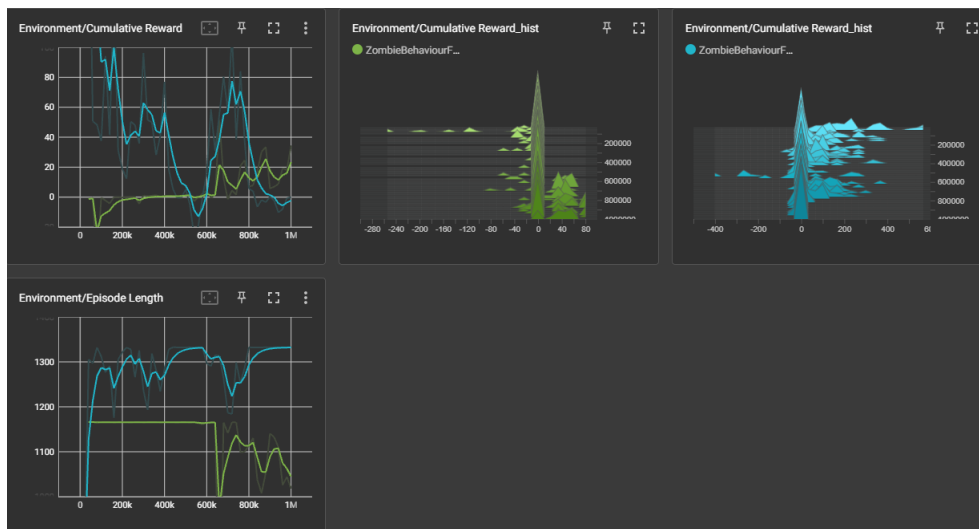 Environment/Cumulative Reward
80
60
40
20
0
0 200k 400k 600k 800k 1M
Environment/Cumulative Reward_hist
ZombieBehaviourF...
200000
400000
600000
800000
-280 -240 -200 -160 -120 -80 -40 0 40 80
Environment/Cumulative Reward_hist
ZombieBehaviourF...
200000
400000
600000
800000
-400 -200 0 200 400
Environment/Episode Length
1300
1200
1100
0 200k 400k 600k 800k 1M